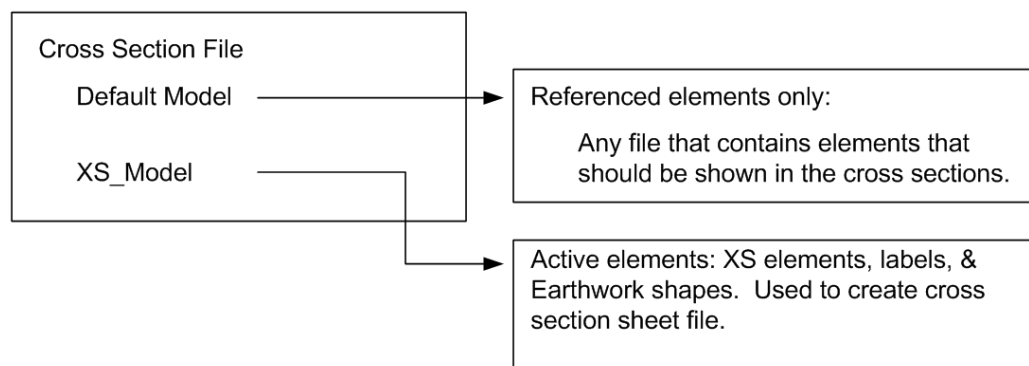 Cross Section File
Default Model
XS_Model
Referenced elements only:
Any file that contains elements that
should be shown in the cross sections.
Active elements: XS elements, labels, &
Earthwork shapes.  Used to create cross
section sheet file.